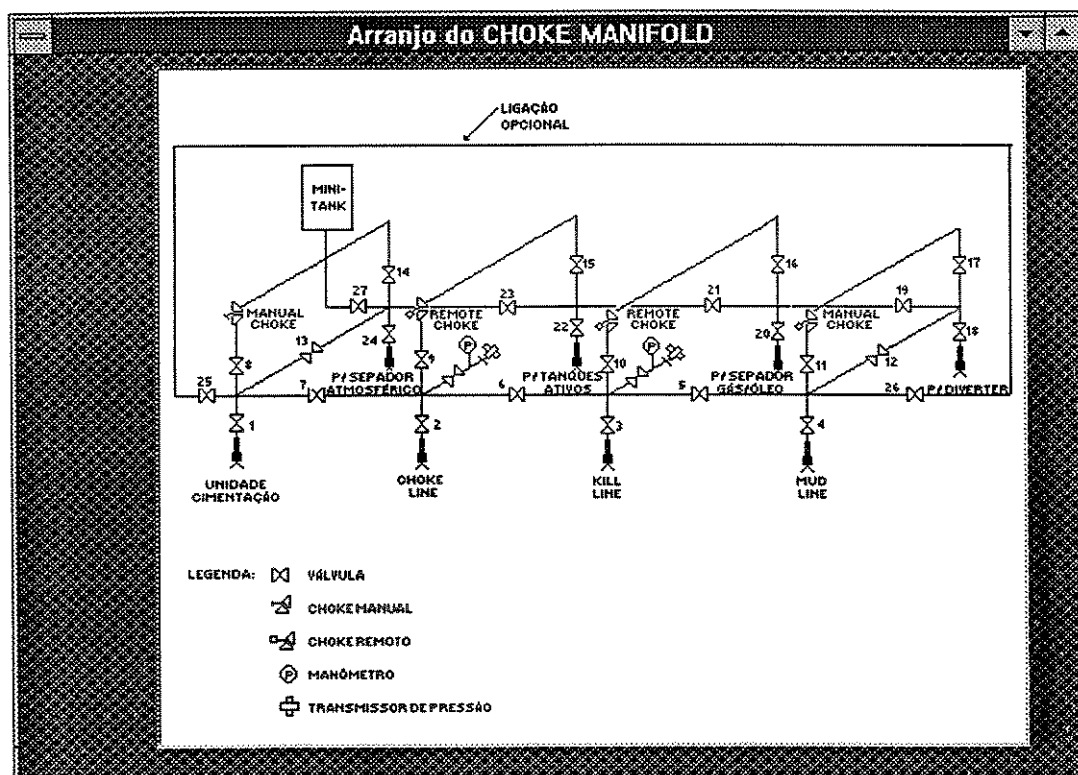 Arranjo do CHOKE MANIFOLD
LIGAÇÃO
OPCIONAL
MINI-
TANK
14
15
16
17
27
23
21
19
MANUAL
CHOKE
REMOTE
CHOKE
REMOTE
CHOKE
MANUAL
CHOKE
13
24
22
20
18
8
9
P
10
P
11
12
25
7
P/SEPADOR
ATMOSFÉRICO
6
P/TANQUES
ATIVOS
5
P/SEPADOR
GÁS/ÓLEO
26
P/DIVERTER
1
2
3
4
UNIDADE
CIMENTAÇÃO
CHOKE
LINE
KILL
LINE
MUD
LINE
LEGENDA:
VÁLVULA
CHOKE MANUAL
CHOKE REMOTO
P
MANÔMETRO
TRANSMISSOR DE PRESSÃO